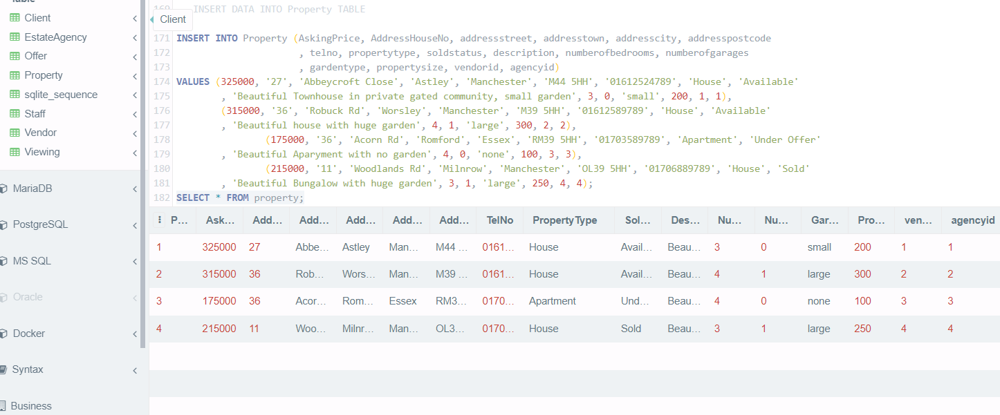 Table
Client
EstateAgency
Offer
Property
sqlite_sequence
Staff
Vendor
Viewing
MariaDB
PostgreSQL
MS SQL
Oracle
Docker
Syntax
Business
Client
169 INSERT DATA INTO Property TABLE
171 INSERT INTO Property (AskingPrice, AddressHouseNo, addressstreet, addresstown, addresscity, addresspostcode
172 , telno, propertytype, soldstatus, description, numberofbedrooms, numberofgarages
173 , gardentype, propertysize, vendorid, agencyid)
174 VALUES (325000, '27', 'Abbeycroft Close', 'Astley', 'Manchester', 'M44 5HH', '01612524789', 'House', 'Available'
175 , 'Beautiful Townhouse in private gated community, small garden', 3, 0, 'small', 200, 1, 1),
176 (315000, '36', 'Robuck Rd', 'Worsley', 'Manchester', 'M39 5HH', '01612589789', 'House', 'Available'
177 , 'Beautiful house with huge garden', 4, 1, 'large', 300, 2, 2),
178 (175000, '36', 'Acorn Rd', 'Romford', 'Essex', 'RM39 5HH', '01703589789', 'Apartment', 'Under Offer'
179 , 'Beautiful Aparyment with no garden', 4, 0, 'none', 100, 3, 3),
180 (215000, '11', 'Woodlands Rd', 'Milnrow', 'Manchester', 'OL39 5HH', '01706889789', 'House', 'Sold'
181 , 'Beautiful Bungalow with huge garden', 3, 1, 'large', 250, 4, 4);
182 SELECT * FROM property;
P... Ask... Add... Add... Add... Add... Add... TelNo PropertyType Sol... Des... Nu... Nu... Gar... Pro... ven... agencyid
1 325000 27 Abbe... Astley Man... M44 ... 0161... House Avail... Beau... 3 0 small 200 1 1
2 315000 36 Rob... Wors... Man... M39 ... 0161... House Avail... Beau... 4 1 large 300 2 2
3 175000 36 Acor... Rom... Essex RM3... 0170... Apartment Und... Beau... 4 0 none 100 3 3
4 215000 11 Woo... Milnr... Man... OL3... 0170... House Sold Beau... 3 1 large 250 4 4